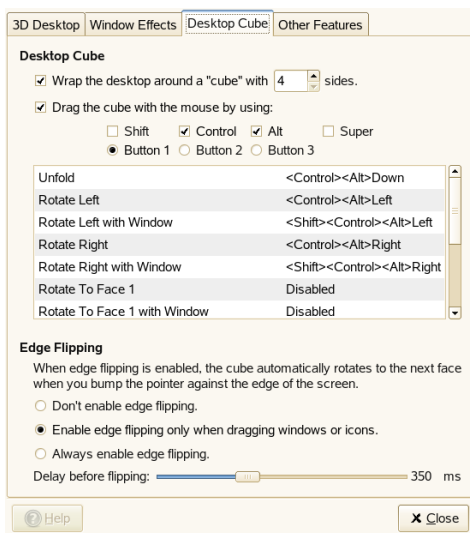 3D Desktop Window Effects Desktop Cube Other Features
Desktop Cube
Wrap the desktop around a "cube" with 4 sides.
Drag the cube with the mouse by using:
Shift Control Alt Super
Button 1 Button 2 Button 3
Unfold <Control><Alt>Down
Rotate Left <Control><Alt>Left
Rotate Left with Window <Shift><Control><Alt>Left
Rotate Right <Control><Alt>Right
Rotate Right with Window <Shift><Control><Alt>Right
Rotate To Face 1 Disabled
Rotate To Face 1 with Window Disabled
Edge Flipping
When edge flipping is enabled, the cube automatically rotates to the next face
when you bump the pointer against the edge of the screen.
Don't enable edge flipping.
Enable edge flipping only when dragging windows or icons.
Always enable edge flipping.
Delay before flipping: 350 ms
Help Close